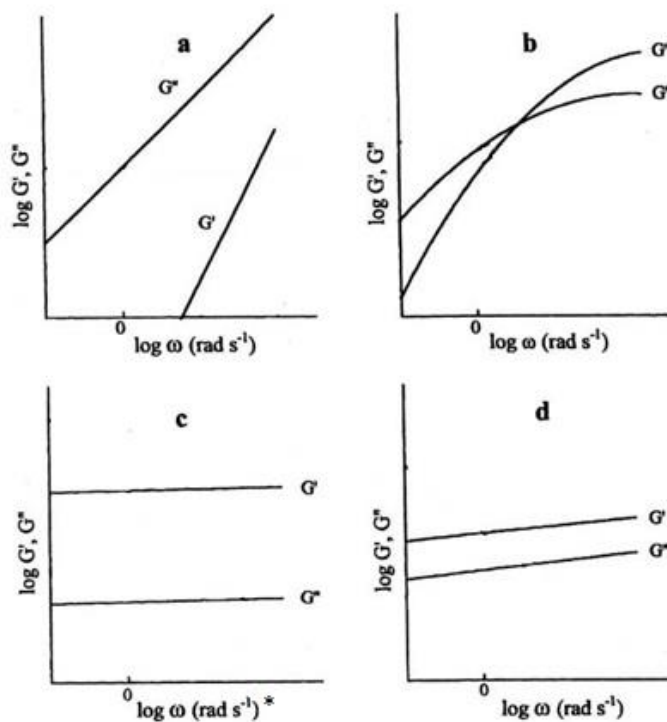 a
G"
log G', G"
G'
0
log ω (rad s⁻¹)
b
G'
G'
log G', G"
0
log ω (rad s⁻¹)
c
G'
log G', G"
G"
0
log ω (rad s⁻¹) *
d
G'
log G', G"
G"
0
log ω (rad s⁻¹)